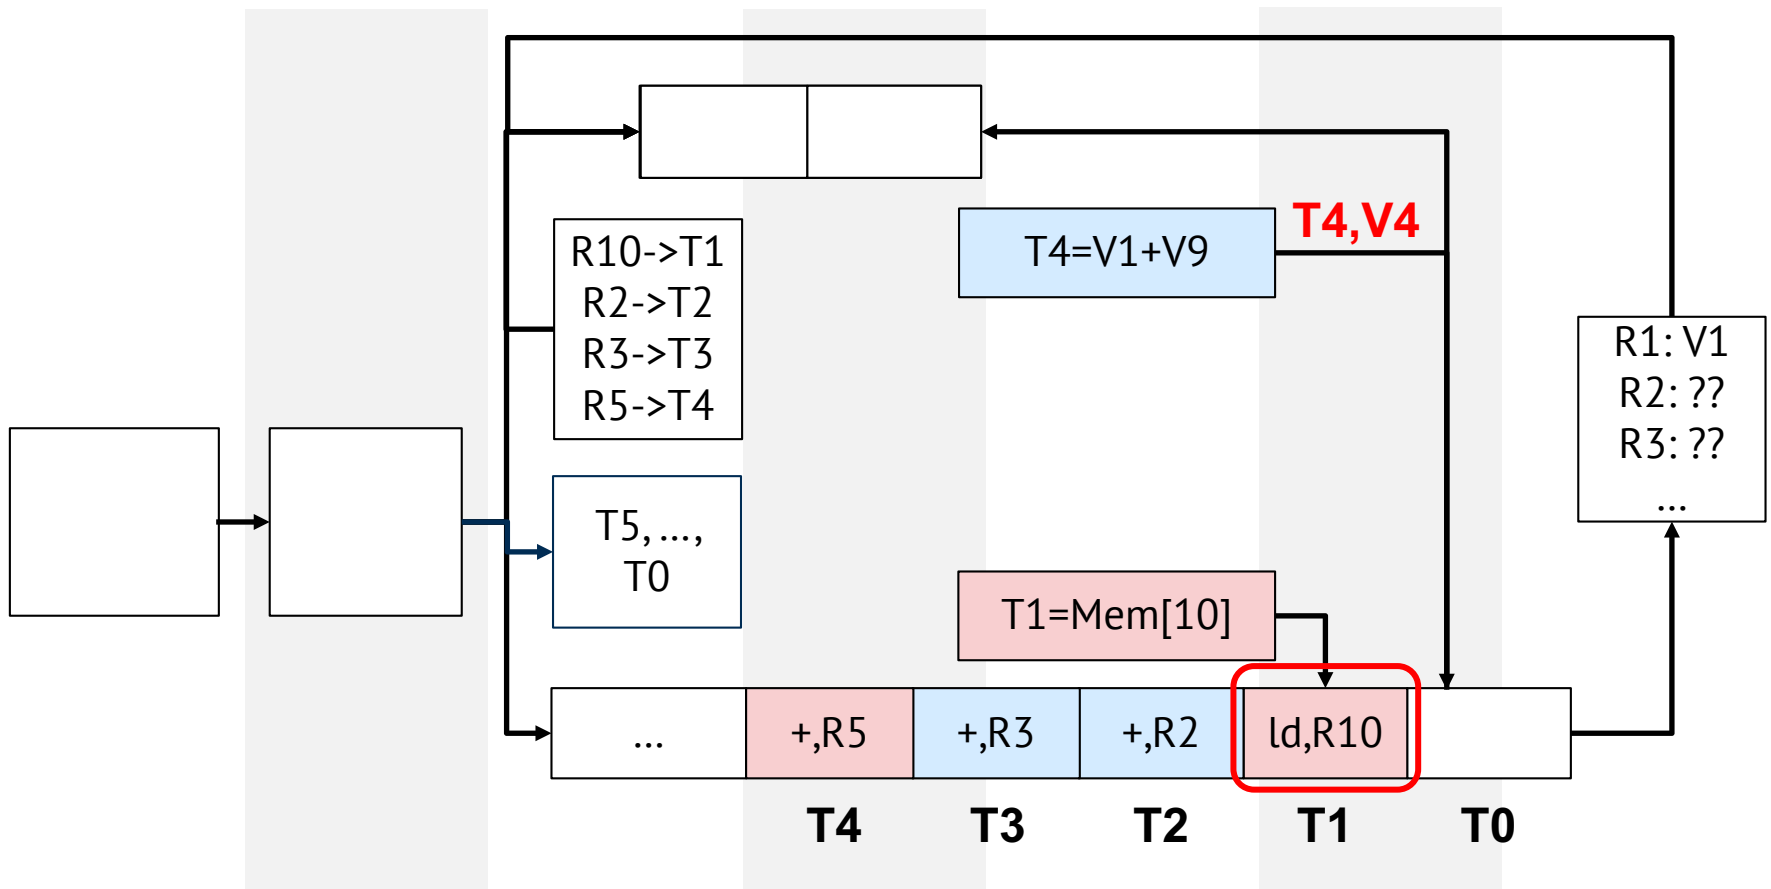 T4=V1+V9
T4,V4
R10->T1
R2->T2
R3->T3
R5->T4
R1: V1
R2: ??
R3: ??
...
T5, ...,
T0
T1=Mem[10]
...
+,R5
+,R3
+,R2
ld,R10
T4
T3
T2
T1
T0